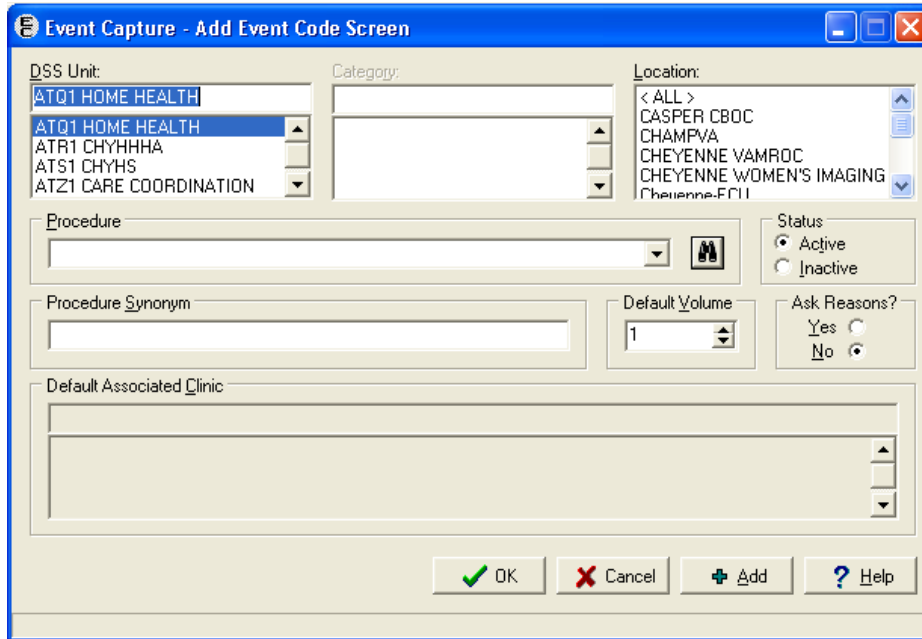 Event Capture - Add Event Code Screen
DSS Unit:
ATQ1 HOME HEALTH
ATQ1 HOME HEALTH
ATR1 CHYHHHA
ATS1 CHYHS
ATZ1 CARE COORDINATION
Category:
Location:
< ALL >
CASPER CBOC
CHAMPVA
CHEYENNE VAMROC
CHEYENNE WOMEN'S IMAGING
Cheyenne-ECU
Procedure
Status
Active
Inactive
Procedure Synonym
Default Volume
1
Ask Reasons?
Yes
No
Default Associated Clinic
OK
Cancel
Add
Help